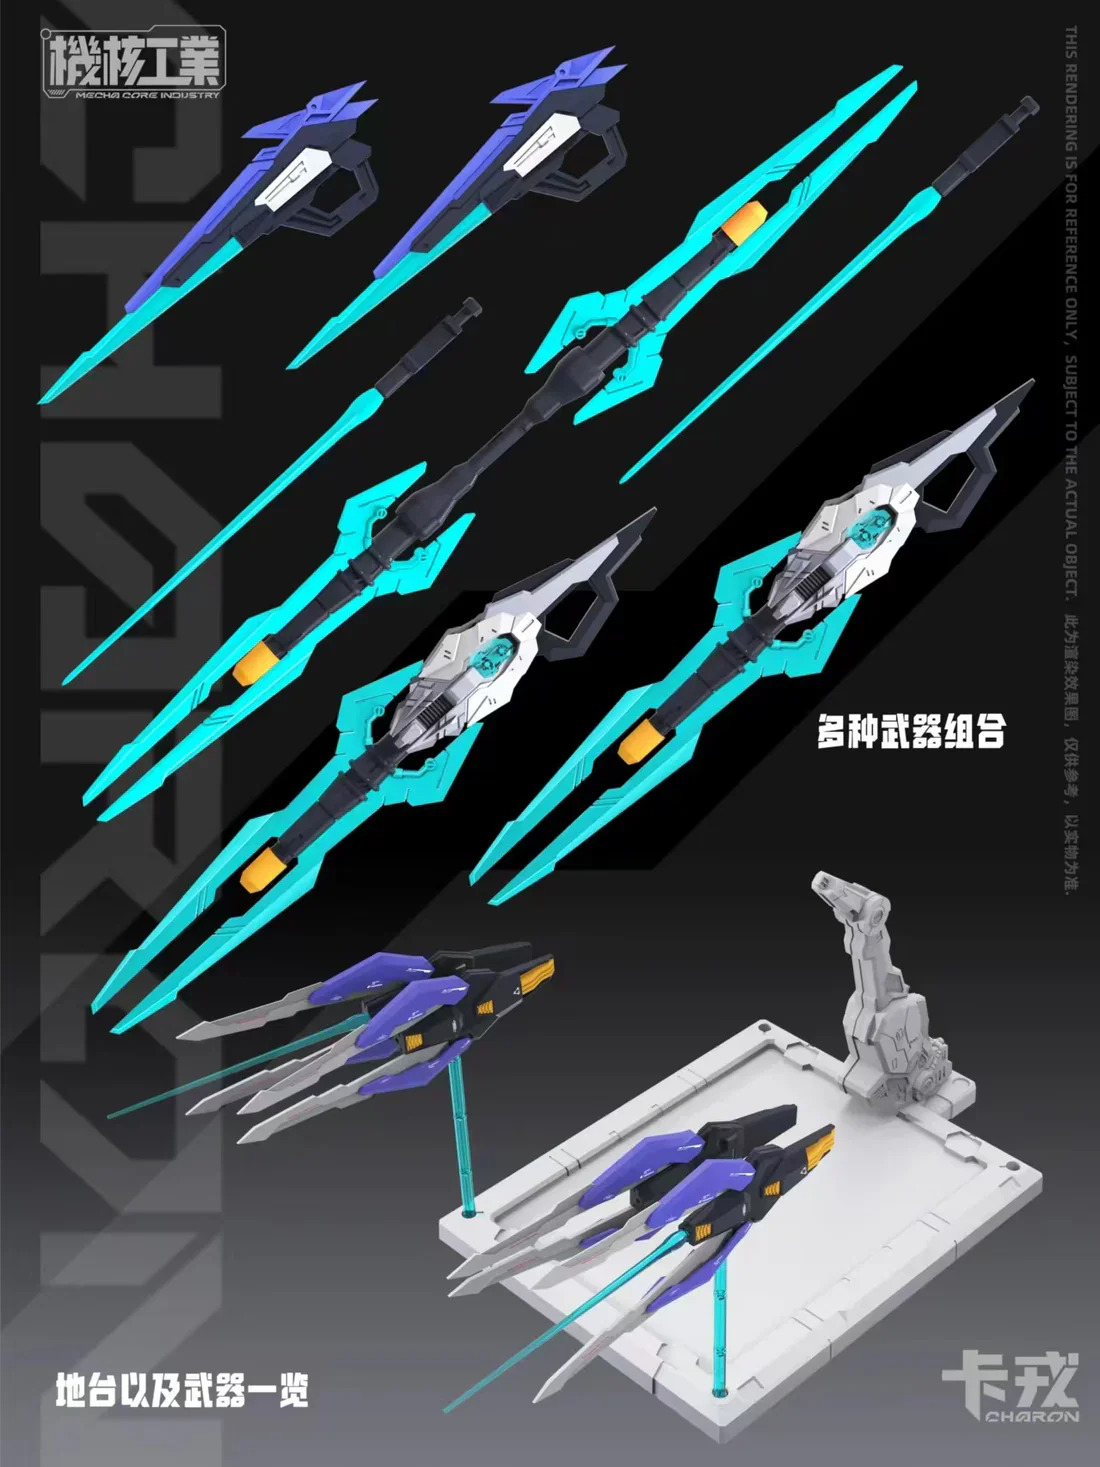 機核工業
MECHA CORE INDUSTRY
THIS RENDERING IS FOR REFERENCE ONLY, SUBJECT TO THE ACTUAL OBJECT. 此为渲染效果图，仅供参考，以实物为准.
多种武器组合
地台以及武器一览
卡戎
CHARON